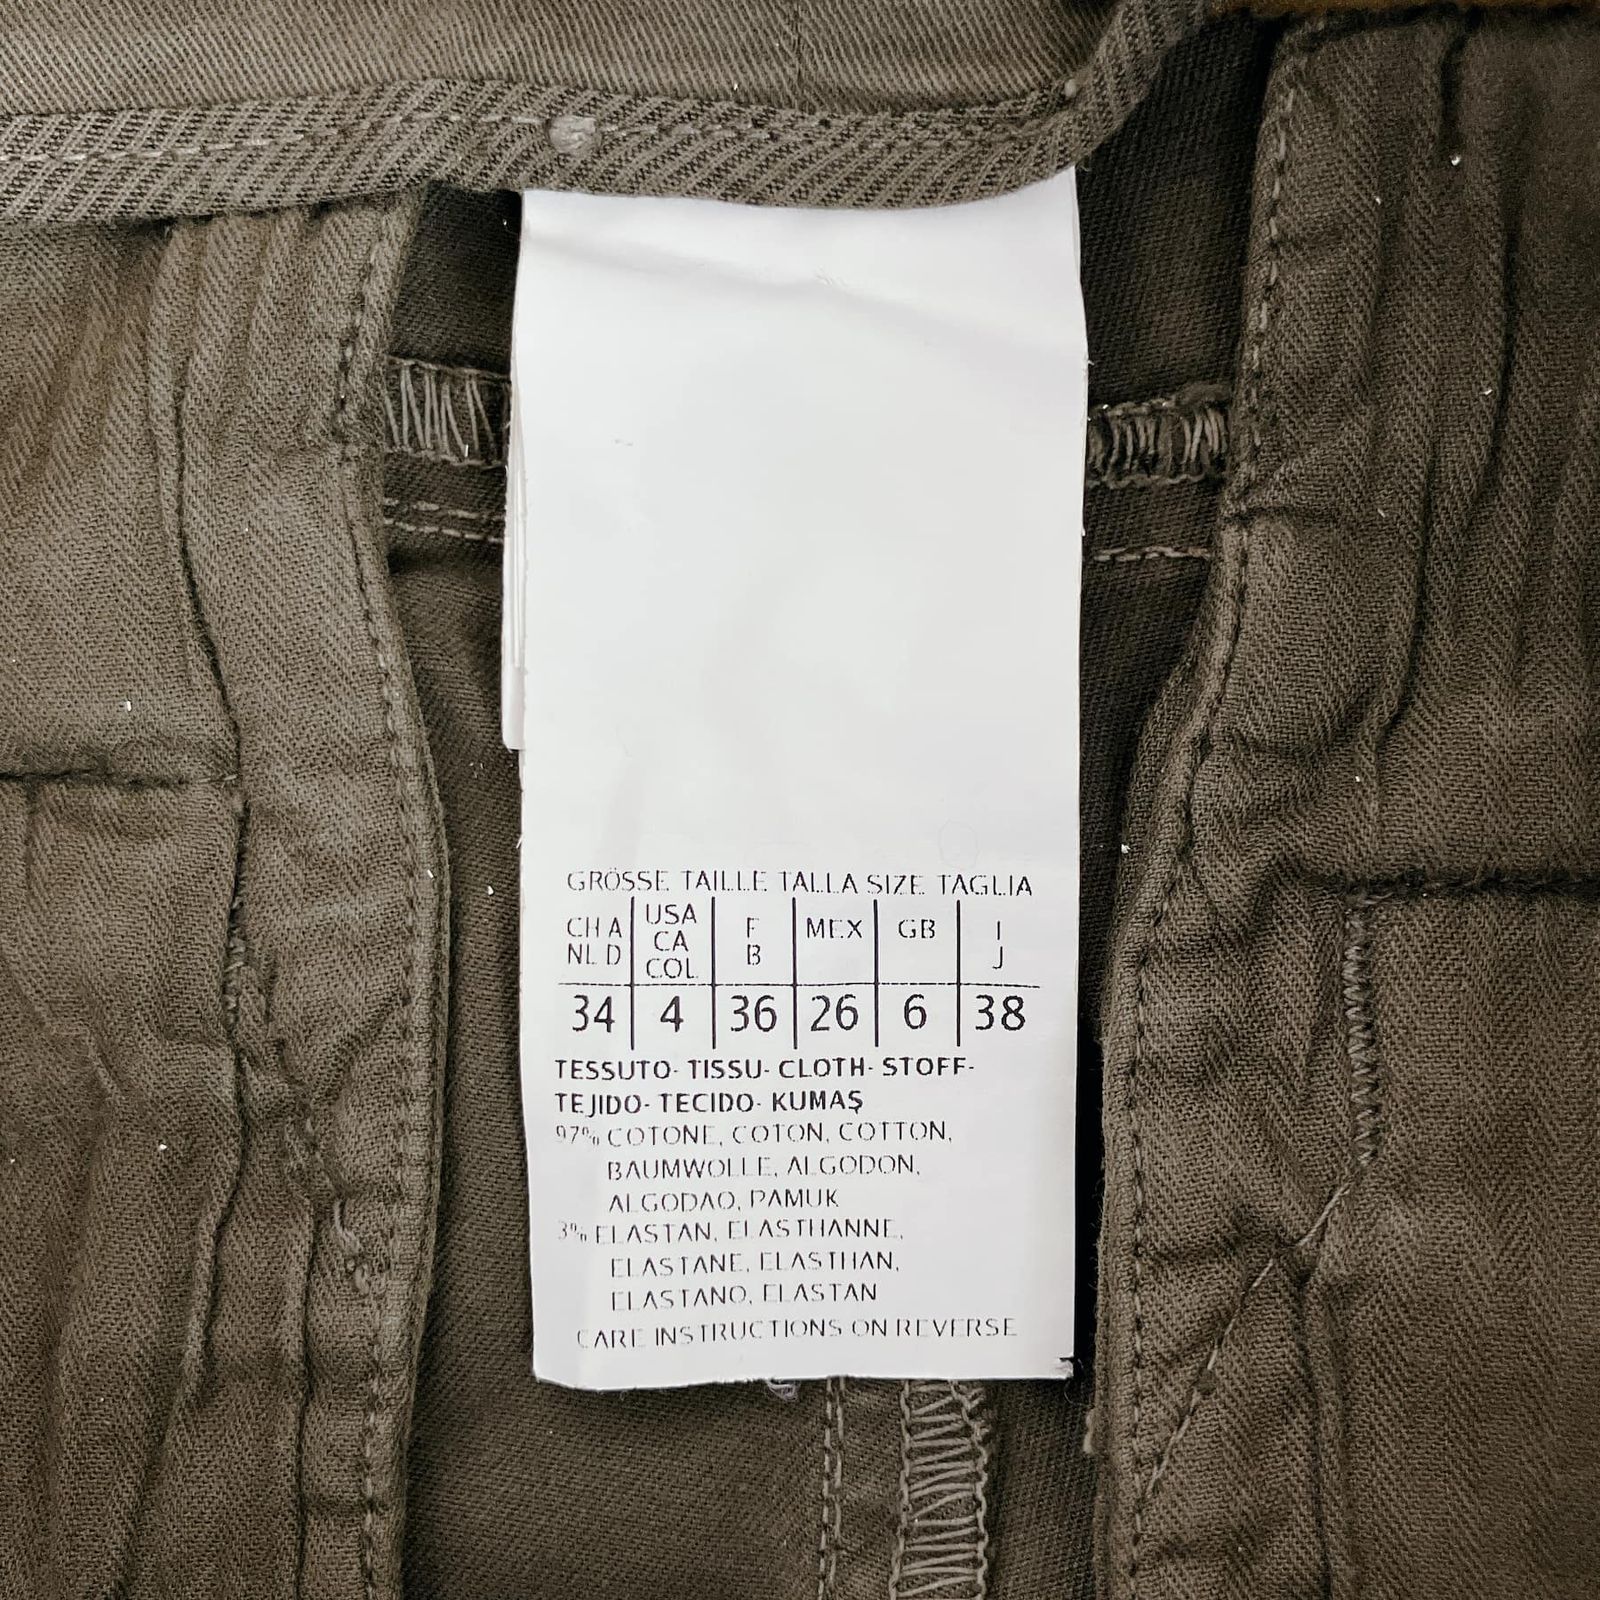 GRÖSSE TAILLE TALLA SIZE TAGLIA
CH A NL D | USA CA COL | F B | MEX | GB | I J
34 | 4 | 36 | 26 | 6 | 38
TESSUTO- TISSU- CLOTH- STOFF-
TEJIDO- TECIDO- KUMAŞ
97% COTONE, COTON, COTTON,
BAUMWOLLE, ALGODON,
ALGODAO, PAMUK
3% ELASTAN, ELASTHANNE,
ELASTANE, ELASTHAN,
ELASTANO, ELASTAN
CARE INSTRUCTIONS ON REVERSE